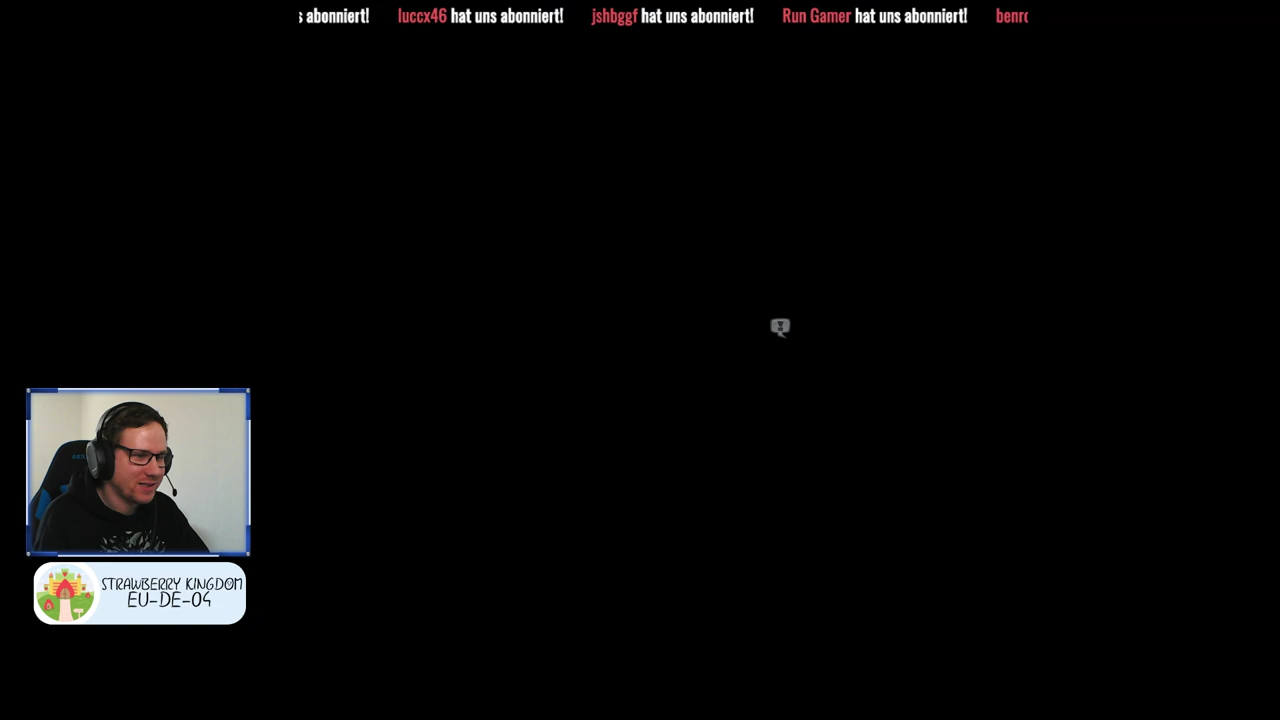 abonniert! luccx46 hat uns abonniert! jshbggf hat uns abonniert! Run Gamer hat uns abonniert!
STRAWBERRY KINGDOM
EU-DE-04